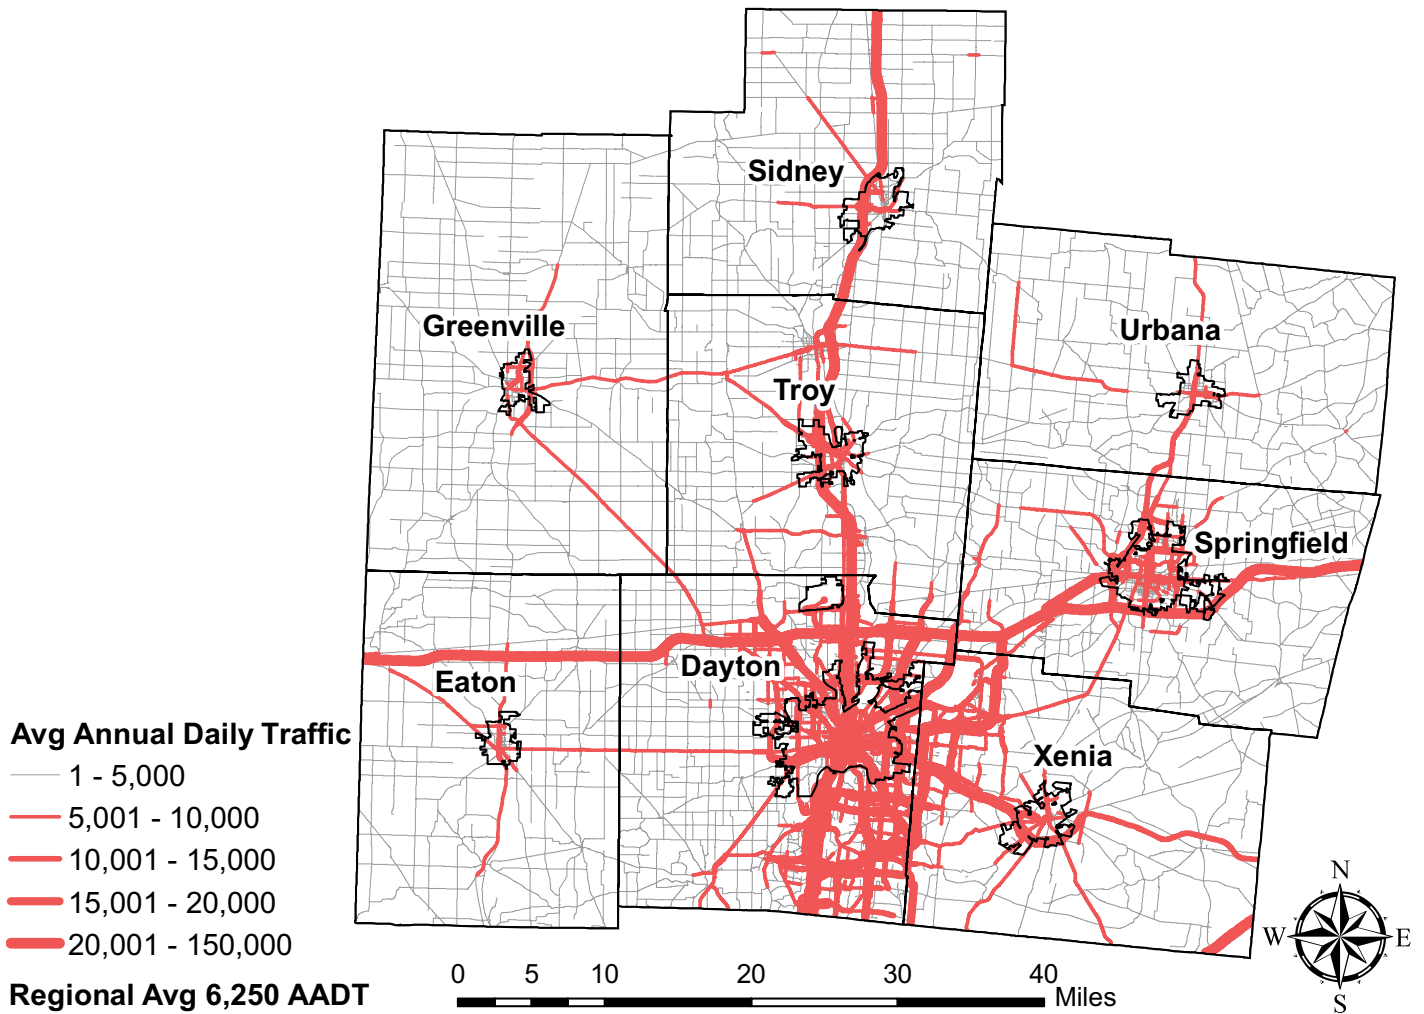 Sidney
Greenville
Urbana
Troy
Springfield
Dayton
Eaton
Xenia
Avg Annual Daily Traffic
1 - 5,000
5,001 - 10,000
10,001 - 15,000
15,001 - 20,000
20,001 - 150,000
Regional Avg 6,250 AADT
0 5 10 20 30 40
Miles
N
W E
S